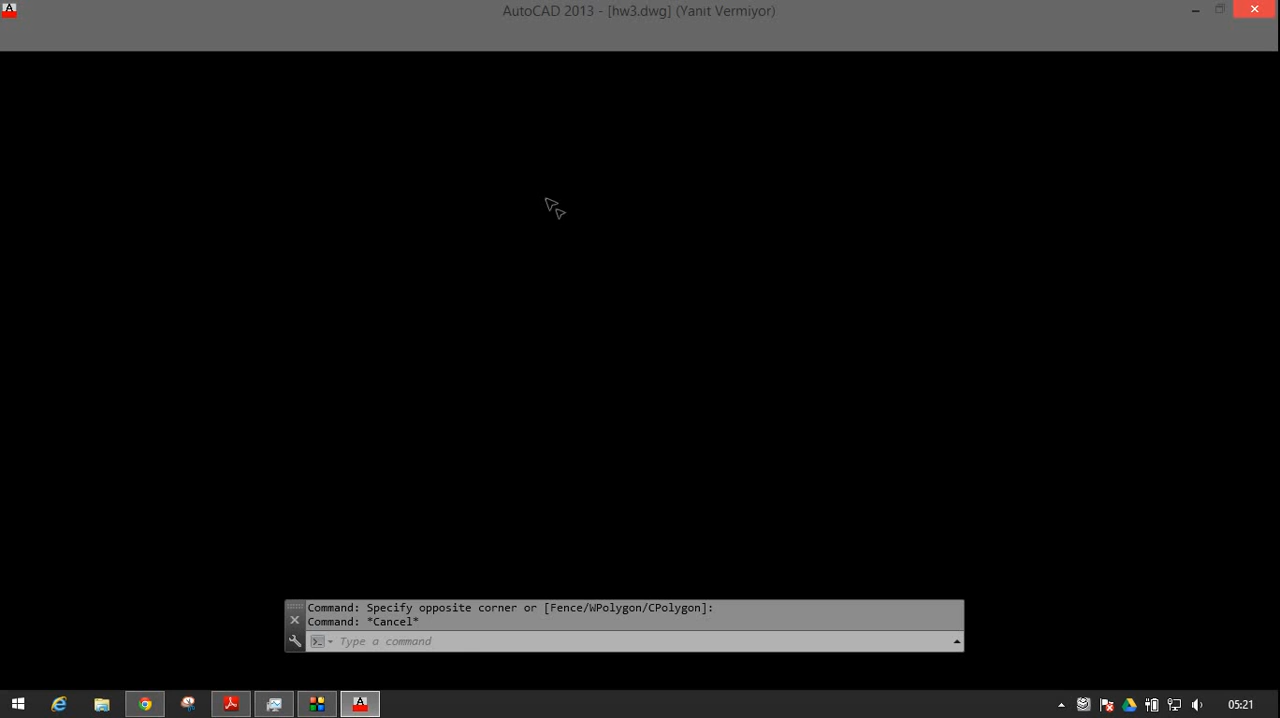 AutoCAD 2013 - [hw3.dwg] (Yanıt Vermiyor)
Command: Specify opposite corner or [Fence/WPolygon/CPolygon]:
Command: *Cancel*
Type a command
05:21